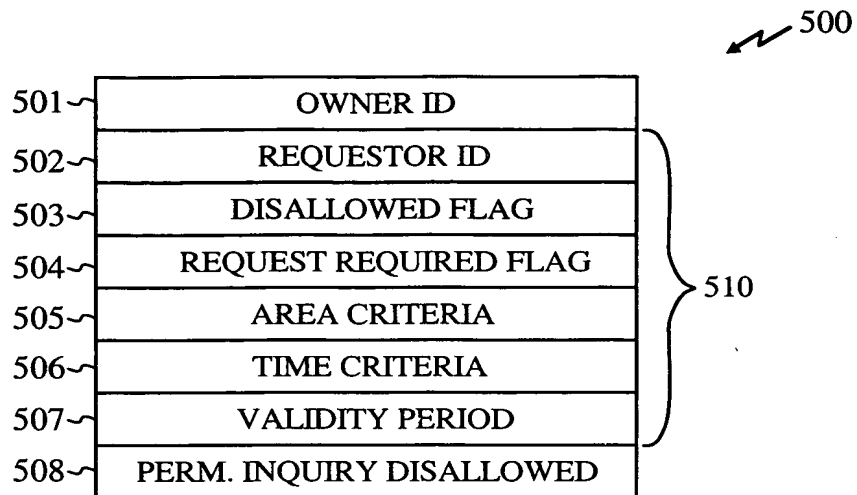 500
501 OWNER ID
502 REQUESTOR ID
503 DISALLOWED FLAG
504 REQUEST REQUIRED FLAG
505 AREA CRITERIA
510
506 TIME CRITERIA
507 VALIDITY PERIOD
508 PERM. INQUIRY DISALLOWED